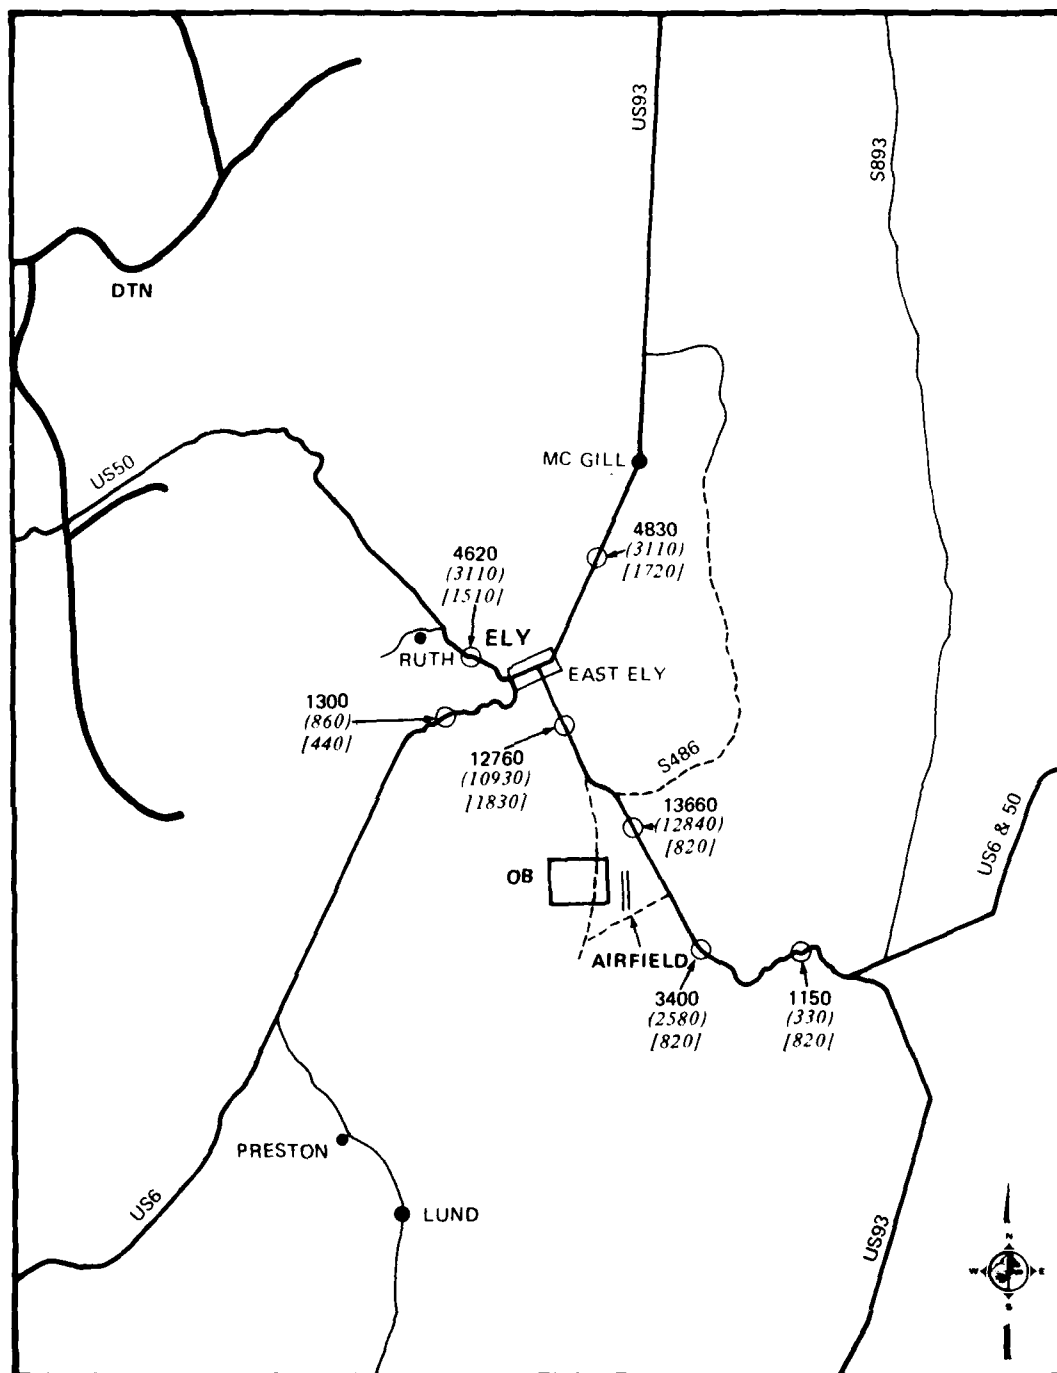 US93
S893
DTN
US50
MC GILL
4830
(3110)
[1720]
4620
(3110)
[1510]
ELY
RUTH
EAST ELY
1300
(860)
[440]
12760
(10930)
[1830]
S486
13660
(12840)
[820]
US6 & 50
OB
AIRFIELD
3400
(2580)
[820]
1150
(330)
[820]
PRESTON
US6
LUND
US93
N
W
E
S